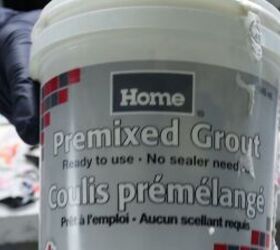 Home
Premixed Grout
Ready to use • No sealer need
Coulis prémélangé
Prêt à l'emploi • Aucun scellant requis